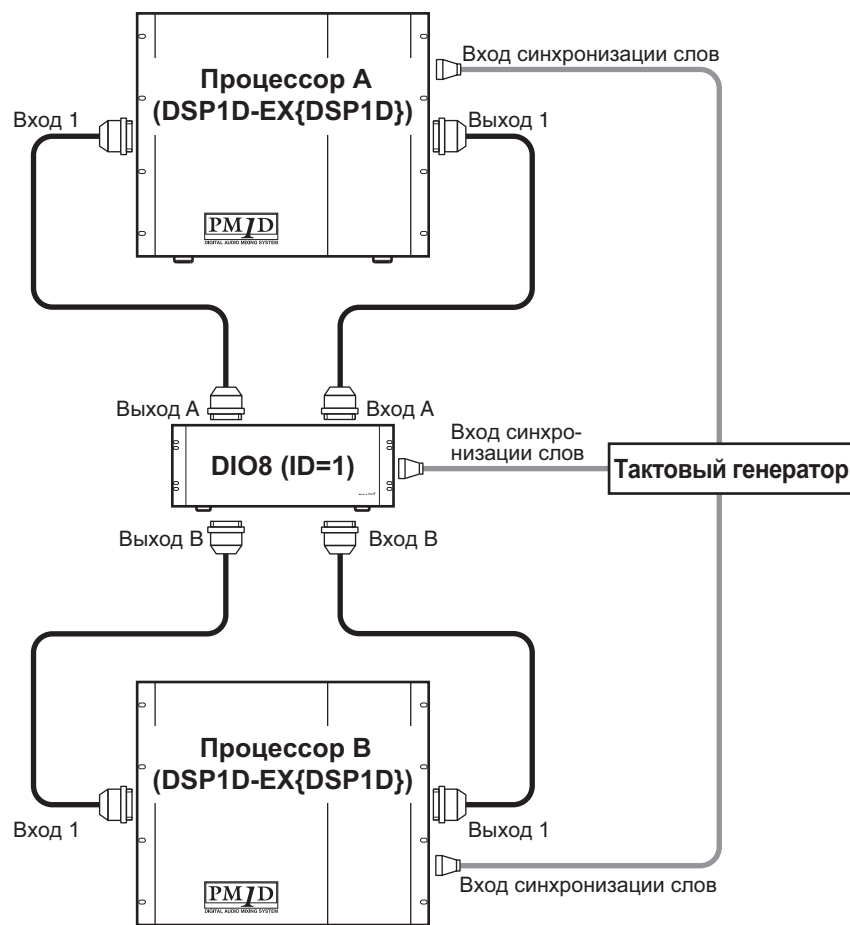 Вход синхронизации слов
Процессор A
(DSP1D-EX{DSP1D})
Вход 1
Выход 1
PM1D
DIGITAL AUDIO MIXING SYSTEM
Выход A
Вход A
Вход синхро-
низации слов
DIO8 (ID=1)
Тактовый генератор
Выход B
Вход B
Процессор B
(DSP1D-EX{DSP1D})
Вход 1
Выход 1
Вход синхронизации слов
PM1D
DIGITAL AUDIO MIXING SYSTEM